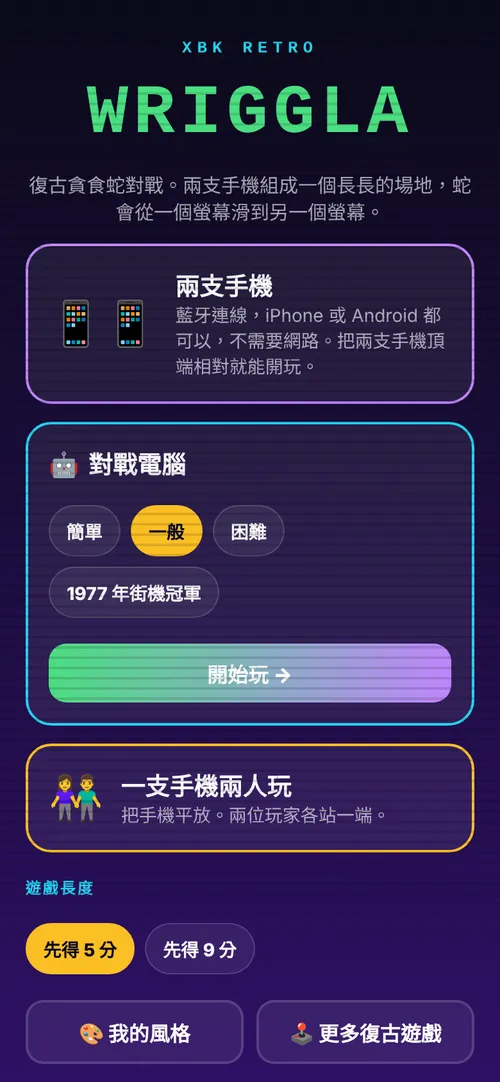 XBK RETRO
WRIGGLA
復古貪食蛇對戰。兩支手機組成一個長長的場地，蛇
會從一個螢幕滑到另一個螢幕。
兩支手機
藍牙連線，iPhone 或 Android 都
可以，不需要網路。把兩支手機頂
端相對就能開玩。
對戰電腦
簡單 一般 困難
1977 年街機冠軍
開始玩 →
一支手機兩人玩
把手機平放。兩位玩家各站一端。
遊戲長度
先得 5 分 先得 9 分
我的風格 更多復古遊戲